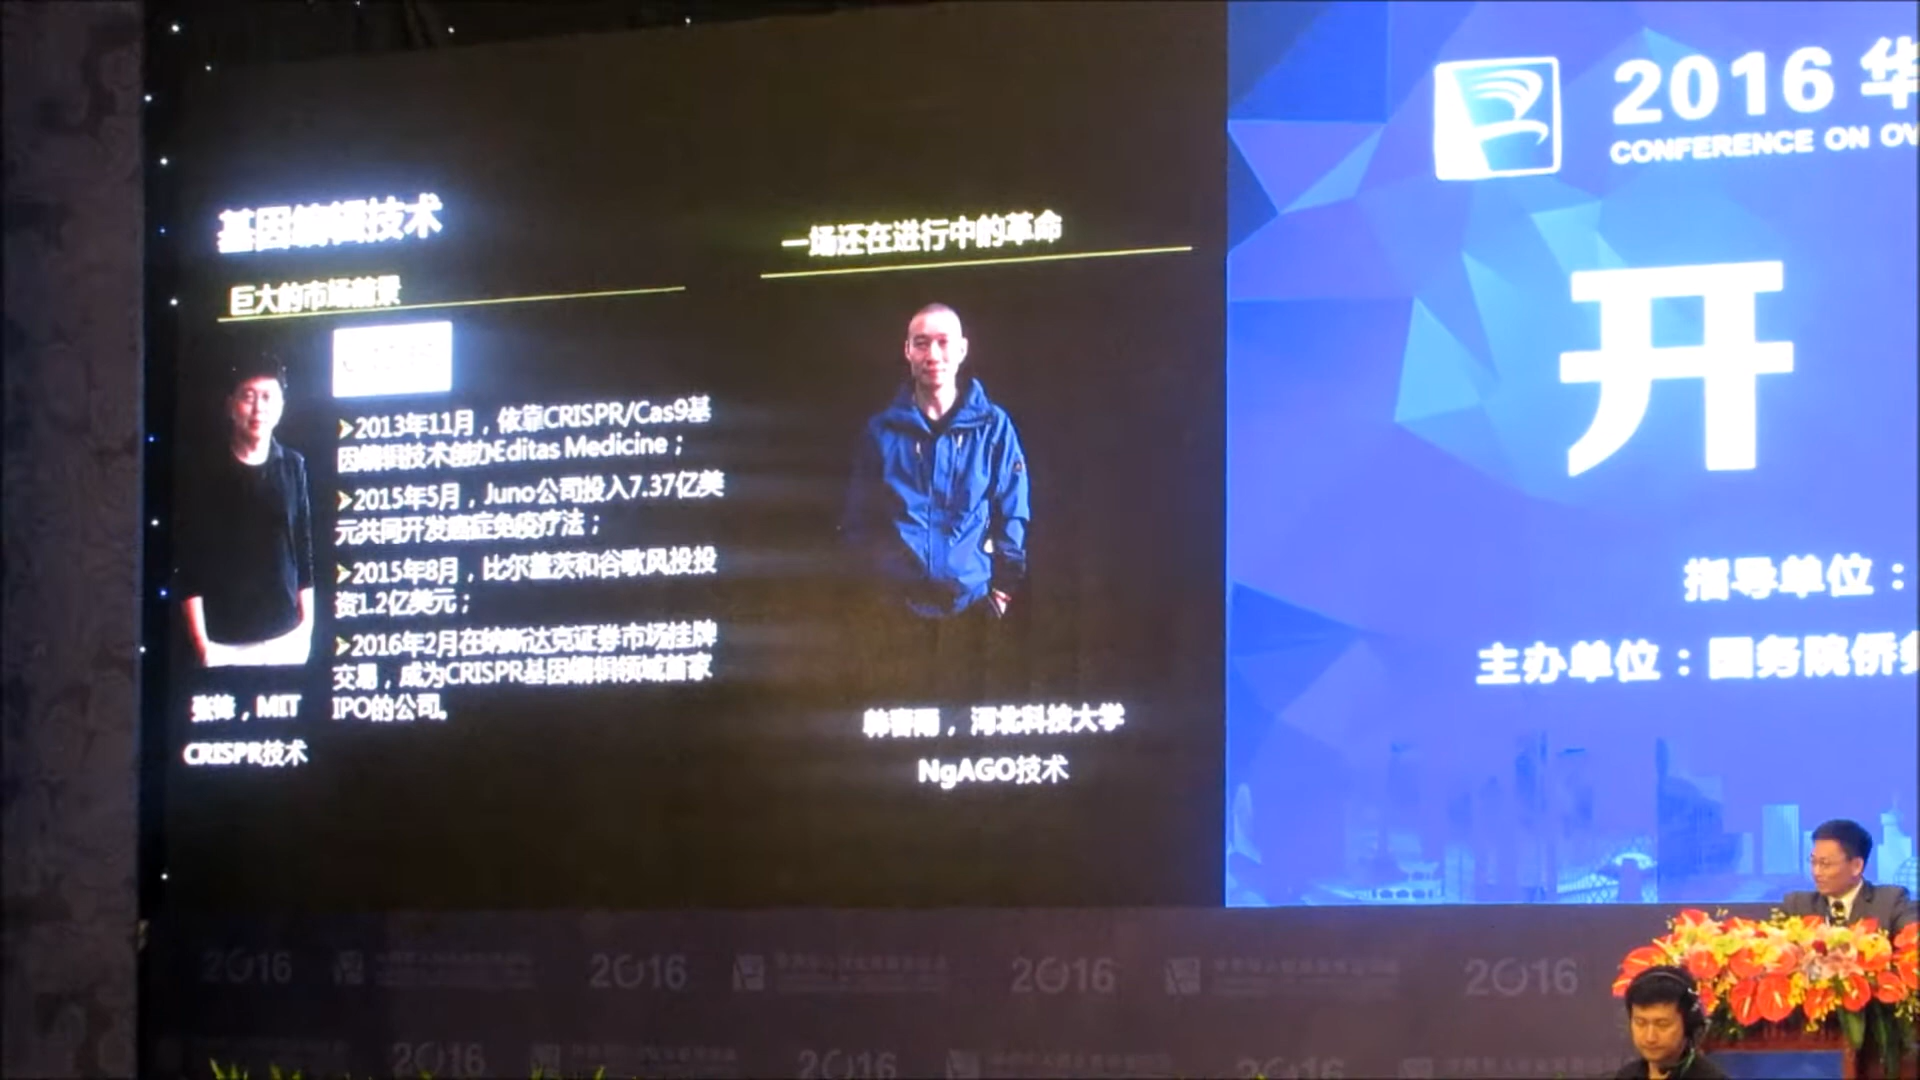 基因编辑技术
巨大的市场前景
➤2013年11月，依靠CRISPR/Cas9基
因编辑技术创办Editas Medicine；
➤2015年5月，Juno公司投入7.37亿美
元共同开发癌症免疫疗法；
➤2015年8月，比尔盖茨和谷歌风投投
资1.2亿美元；
➤2016年2月在纳斯达克证券市场挂牌
交易，成为CRISPR基因编辑领域首家
IPO的公司。
张锋，MIT
CRISPR技术
一场还在进行中的革命
韩春雨，河北科技大学
NgAGO技术
2016 华
CONFERENCE ON OV
开
指导单位：
主办单位：国务院侨
2016
2016
2016
2016
2016
2016
2016